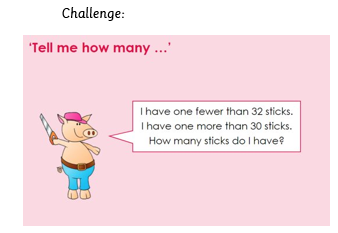 Challenge:
‘Tell me how many ...’
I have one fewer than 32 sticks.
I have one more than 30 sticks.
How many sticks do I have?